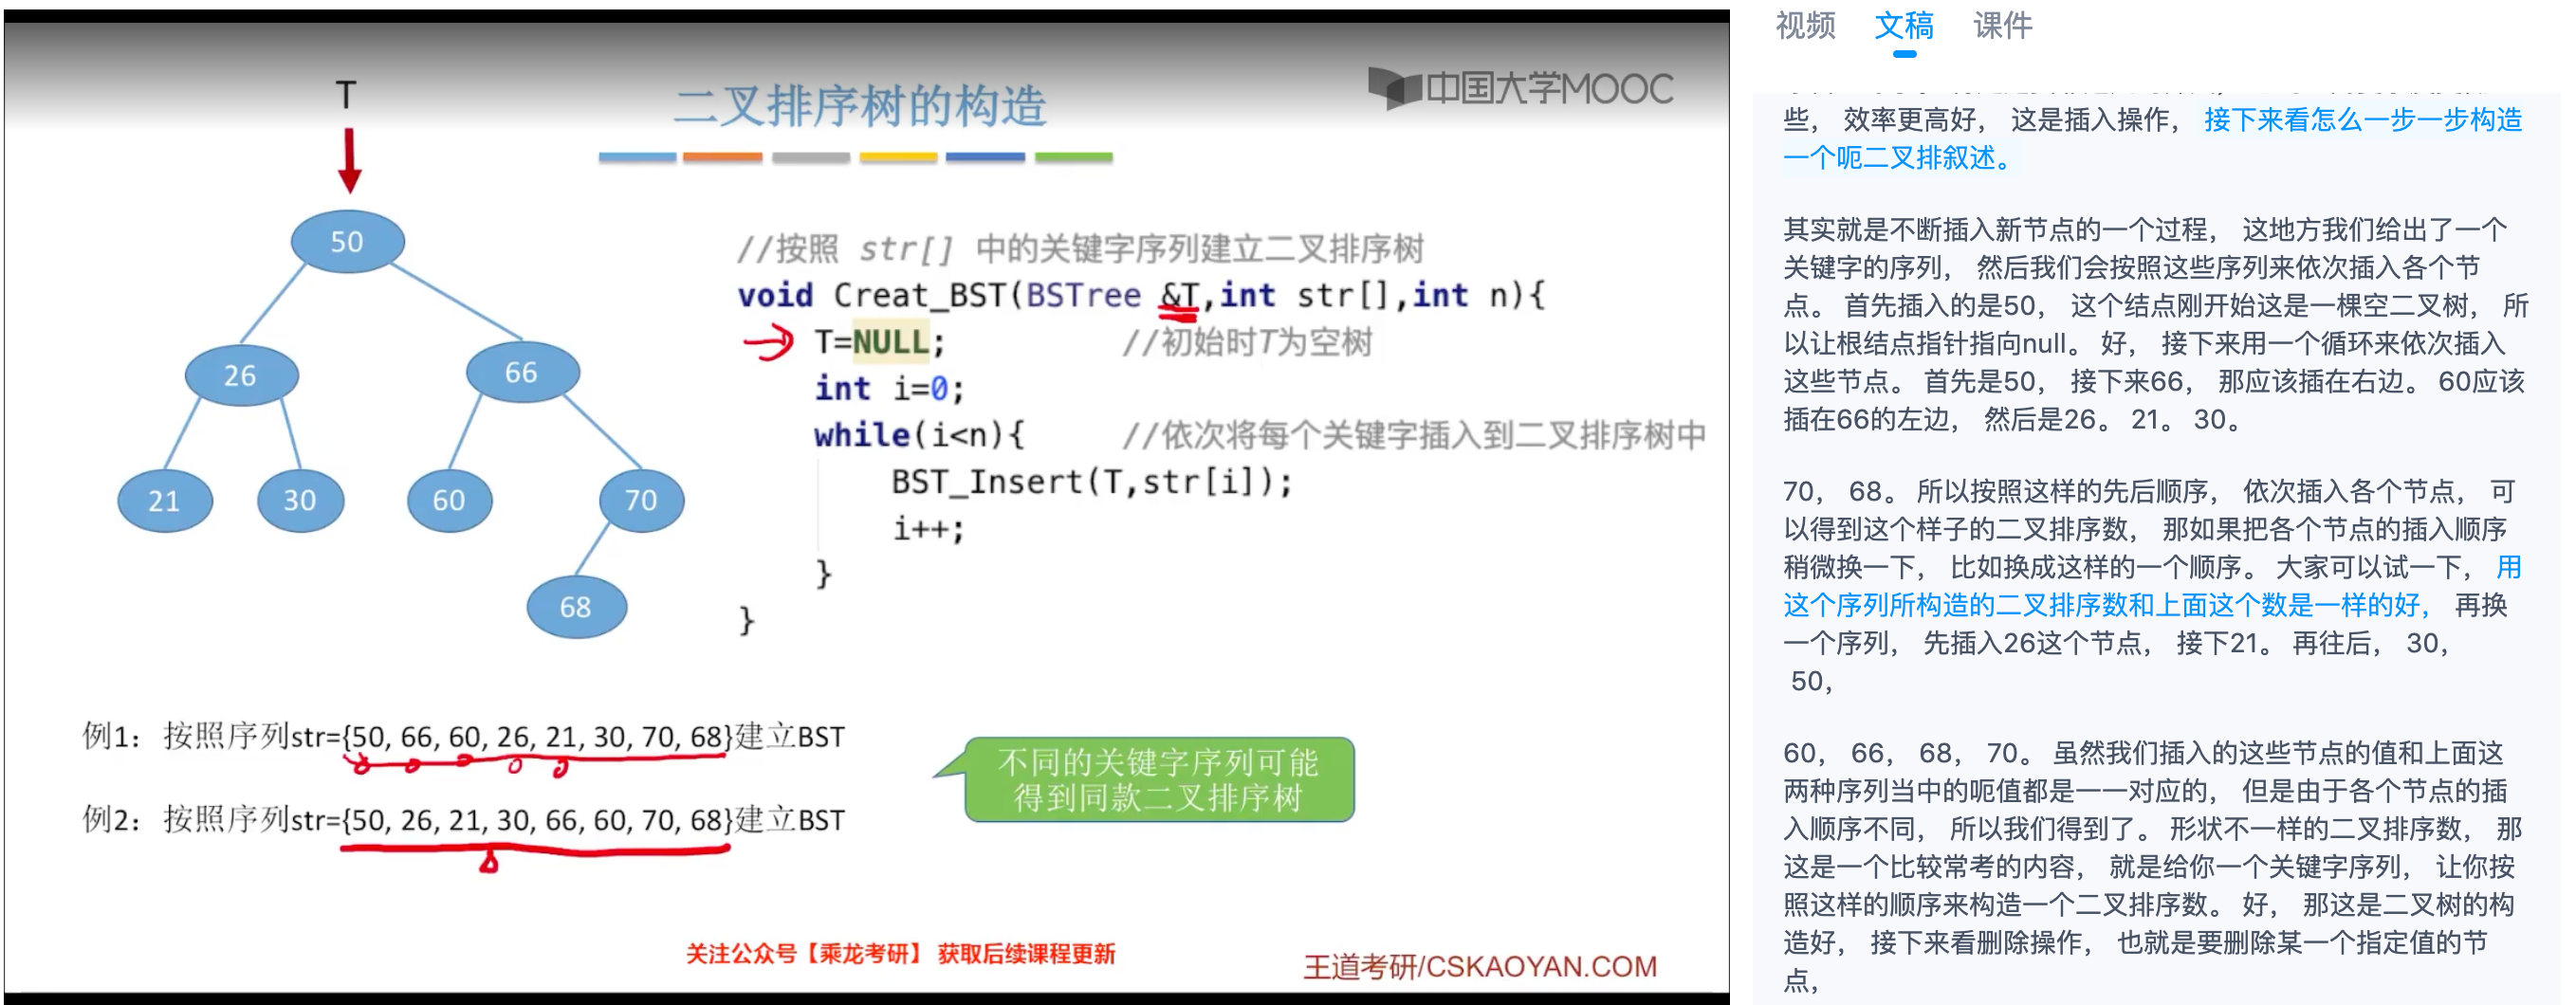 T
二叉排序树的构造
中国大学MOOC
50
26
66
21
30
60
70
68
//按照 str[] 中的关键字序列建立二叉排序树
void Creat_BST(BSTree &T,int str[],int n){
T=NULL; //初始时T为空树
int i=0;
while(i<n){ //依次将每个关键字插入到二叉排序树中
BST_Insert(T,str[i]);
i++;
}
}
例1：按照序列str={50, 66, 60, 26, 21, 30, 70, 68}建立BST
例2：按照序列str={50, 26, 21, 30, 66, 60, 70, 68}建立BST
不同的关键字序列可能
得到同款二叉排序树
关注公众号【乘龙考研】 获取后续课程更新
王道考研/CSKAOYAN.COM
视频 文稿 课件
些， 效率更高好， 这是插入操作， 接下来看怎么一步一步构造
一个呃二叉排叙述。
其实就是不断插入新节点的一个过程， 这地方我们给出了一个
关键字的序列， 然后我们会按照这些序列来依次插入各个节
点。 首先插入的是50， 这个结点刚开始这是一棵空二叉树， 所
以让根结点指针指向null。 好， 接下来用一个循环来依次插入
这些节点。 首先是50， 接下来66， 那应该插在右边。 60应该
插在66的左边， 然后是26。 21。 30。
70， 68。 所以按照这样的先后顺序， 依次插入各个节点， 可
以得到这个样子的二叉排序数， 那如果把各个节点的插入顺序
稍微换一下， 比如换成这样的一个顺序。 大家可以试一下， 用
这个序列所构造的二叉排序数和上面这个数是一样的好， 再换
一个序列， 先插入26这个节点， 接下21。 再往后， 30，
50，
60， 66， 68， 70。 虽然我们插入的这些节点的值和上面这
两种序列当中的呃值都是一一对应的， 但是由于各个节点的插
入顺序不同， 所以我们得到了。 形状不一样的二叉排序数， 那
这是一个比较常考的内容， 就是给你一个关键字序列， 让你按
照这样的顺序来构造一个二叉排序数。 好， 那这是二叉树的构
造好， 接下来看删除操作， 也就是要删除某一个指定值的节
点，